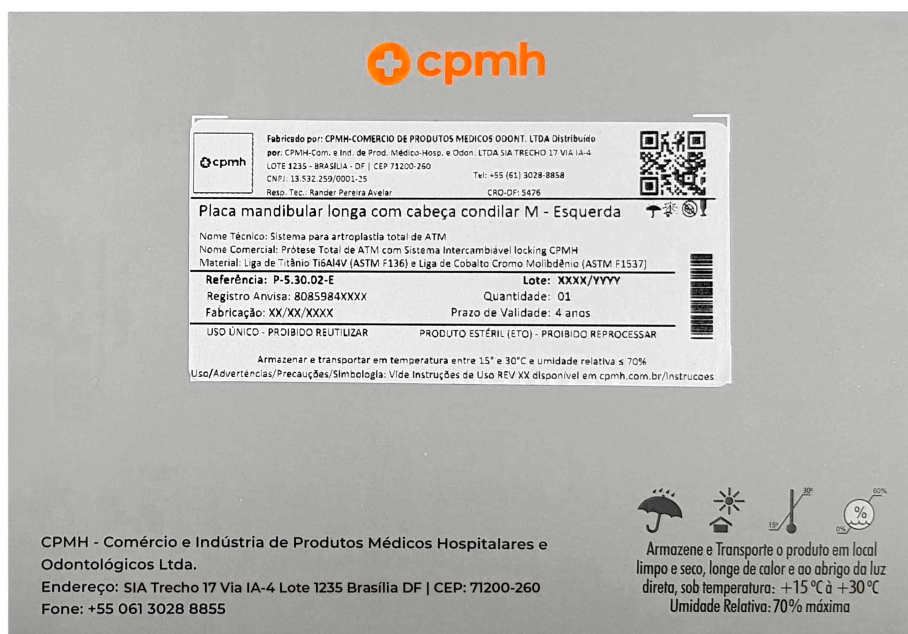 cpmh
cpmh
Fabricado por: CPMH-COMERCIO DE PRODUTOS MEDICOS ODONT. LTDA Distribuído
por: CPMH-Com. e Ind. de Prod. Médico-Hosp. e Odon. LTDA SIA TRECHO 17 VIA IA-4
LOTE 1235 - BRASÍLIA - DF | CEP 71200-260
CNPJ: 13.532.259/0001-25 Tel: +55 (61) 3028-8858
Resp. Tec.: Rander Pereira Avelar CRO-DF: 5476
Placa mandibular longa com cabeça condilar M - Esquerda
Nome Técnico: Sistema para artroplastia total de ATM
Nome Comercial: Prótese Total de ATM com Sistema Intercambiável locking CPMH
Material: Liga de Titânio Ti6Al4V (ASTM F136) e Liga de Cobalto Cromo Molibdênio (ASTM F1537)
Referência: P-5.30.02-E Lote: XXXX/YYYY
Registro Anvisa: 8085984XXXX Quantidade: 01
Fabricação: XX/XX/XXXX Prazo de Validade: 4 anos
USO ÚNICO - PROIBIDO REUTILIZAR PRODUTO ESTÉRIL (ETO) - PROIBIDO REPROCESSAR
Armazenar e transportar em temperatura entre 15° e 30°C e umidade relativa ≤ 70%
Uso/Advertências/Precauções/Simbologia: Vide Instruções de Uso REV XX disponível em cpmh.com.br/instrucoes
15º 30º 0% % 60%
CPMH - Comércio e Indústria de Produtos Médicos Hospitalares e
Odontológicos Ltda.
Endereço: SIA Trecho 17 Via IA-4 Lote 1235 Brasília DF | CEP: 71200-260
Fone: +55 061 3028 8855
Armazene e Transporte o produto em local
limpo e seco, longe de calor e ao abrigo da luz
direta, sob temperatura: +15 ºC à +30 ºC
Umidade Relativa: 70% máxima